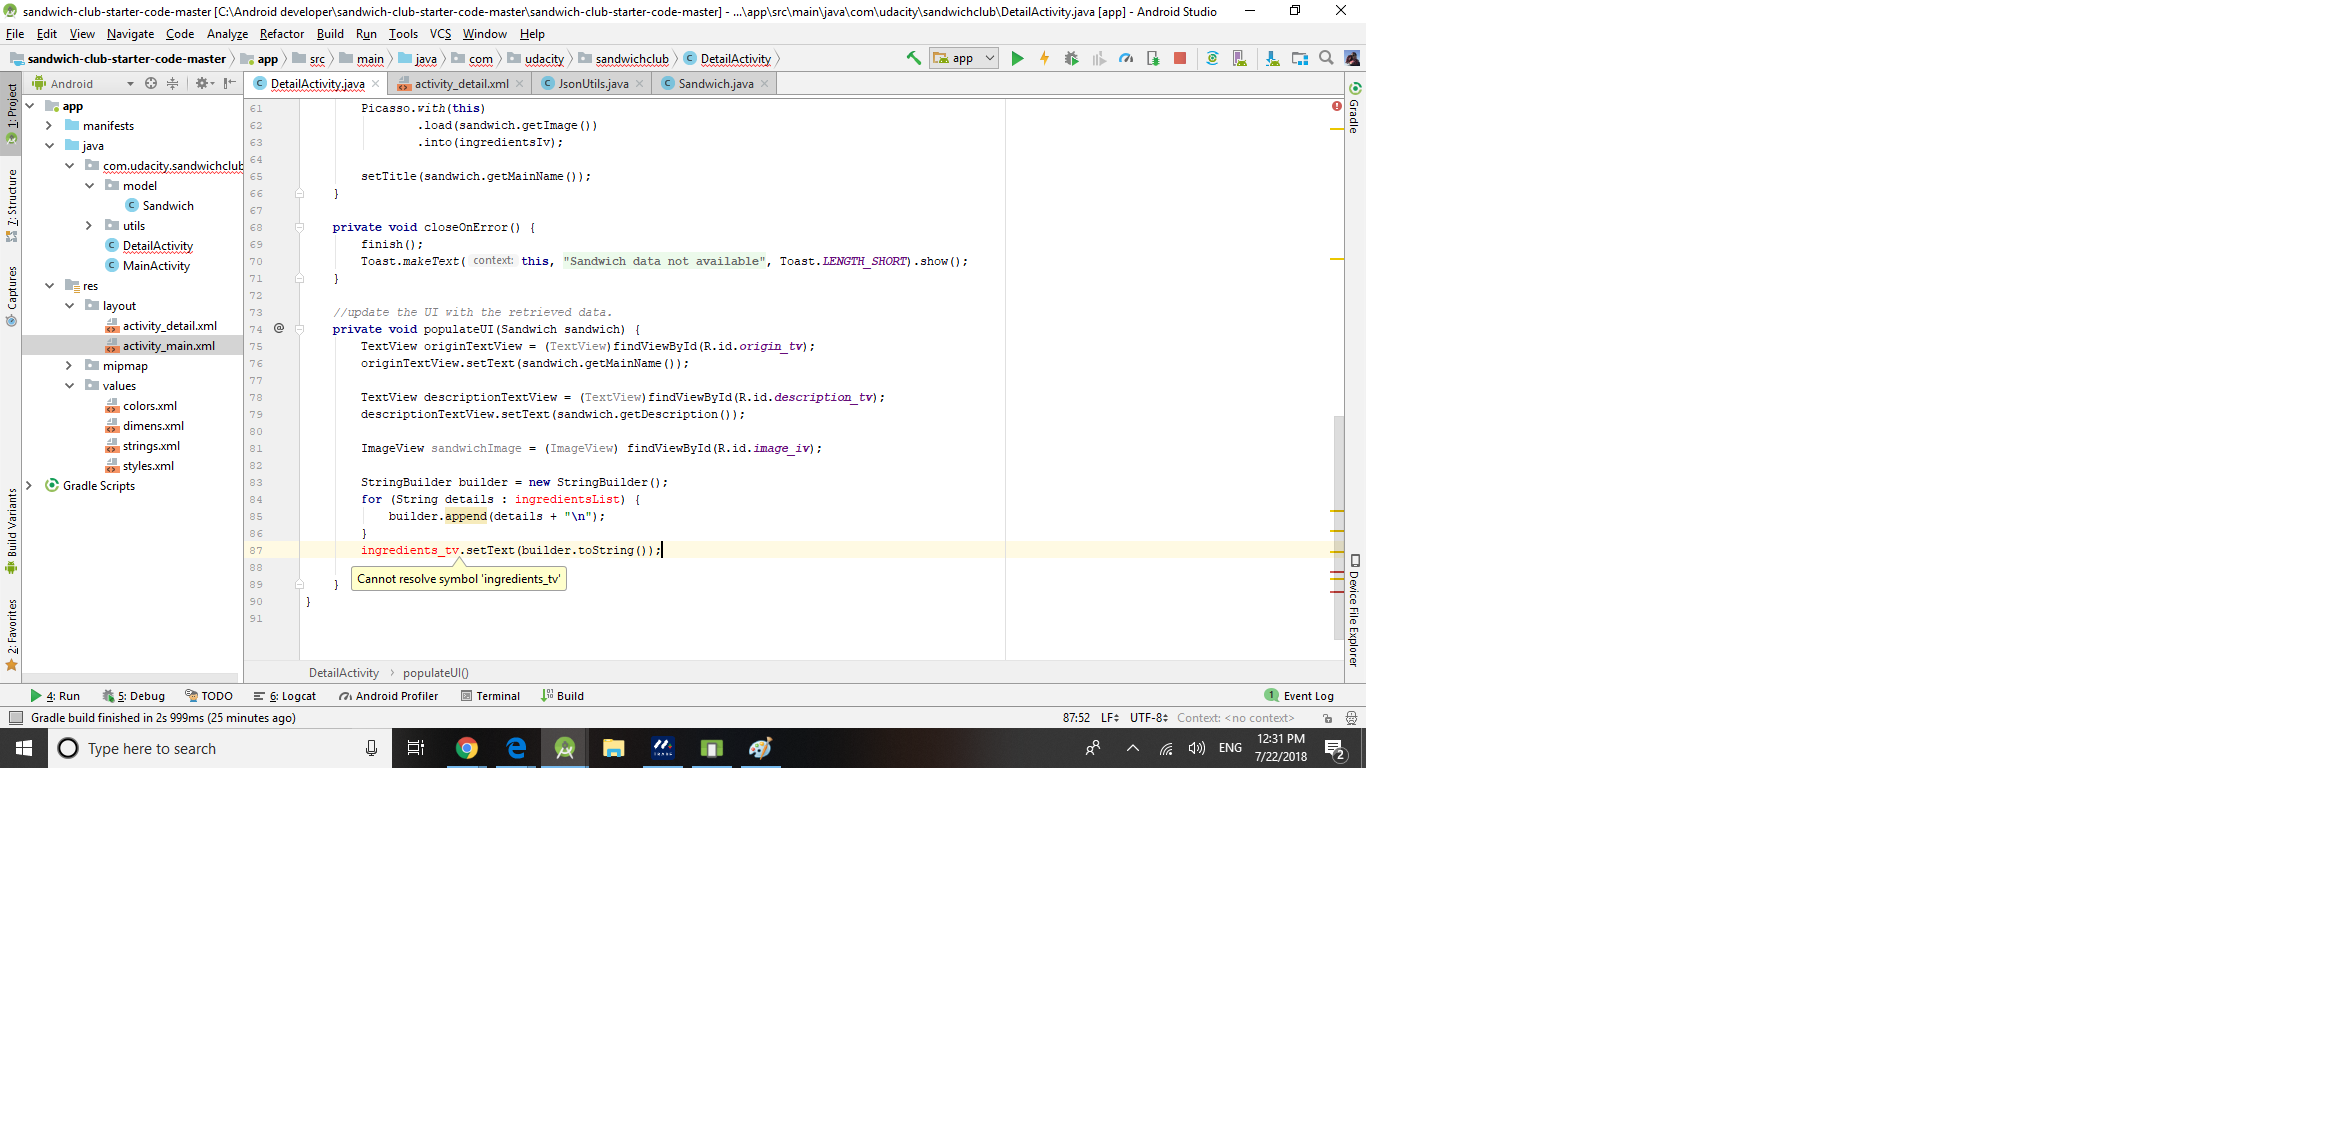 sandwich-club-starter-code-master [C:\Android developer\sandwich-club-starter-code-master\sandwich-club-starter-code-master] - ...\app\src\main\java\com\udacity\sandwichclub\DetailActivity.java [app] - Android Studio
File Edit View Navigate Code Analyze Refactor Build Run Tools VCS Window Help
sandwich-club-starter-code-master app src main java com udacity sandwichclub DetailActivity app
Android DetailActivity.java activity_detail.xml JsonUtils.java Sandwich.java
1: Project
7: Structure
Captures
Build Variants
2: Favorites
app
manifests
java
com.udacity.sandwichclub
model
Sandwich
utils
DetailActivity
MainActivity
res
layout
activity_detail.xml
activity_main.xml
mipmap
values
colors.xml
dimens.xml
strings.xml
styles.xml
Gradle Scripts
61 Picasso.with(this)
62 .load(sandwich.getImage())
63 .into(ingredientsIv);
64
65 setTitle(sandwich.getMainName());
66 }
67
68 private void closeOnError() {
69 finish();
70 Toast.makeText( context: this, "Sandwich data not available", Toast.LENGTH_SHORT).show();
71 }
72
73 //update the UI with the retrieved data.
74 @ private void populateUI(Sandwich sandwich) {
75 TextView originTextView = (TextView)findViewById(R.id.origin_tv);
76 originTextView.setText(sandwich.getMainName());
77
78 TextView descriptionTextView = (TextView)findViewById(R.id.description_tv);
79 descriptionTextView.setText(sandwich.getDescription());
80
81 ImageView sandwichImage = (ImageView) findViewById(R.id.image_iv);
82
83 StringBuilder builder = new StringBuilder();
84 for (String details : ingredientsList) {
85 builder.append(details + "\n");
86 }
87 ingredients_tv.setText(builder.toString());
88
Cannot resolve symbol 'ingredients_tv'
89 }
90 }
91
Gradle
Device File Explorer
DetailActivity populateUI()
4: Run 5: Debug TODO 6: Logcat Android Profiler Terminal Build 1 Event Log
Gradle build finished in 2s 999ms (25 minutes ago) 87:52 LF UTF-8 Context: <no context>
Type here to search ENG 12:31 PM
7/22/2018 2